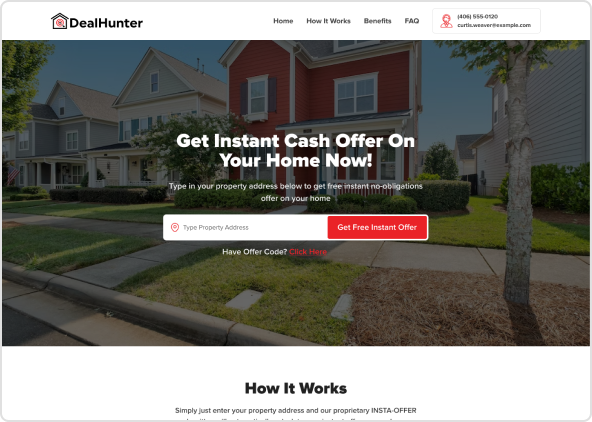 DealHunter
Home How It Works Benefits FAQ
(406) 555-0120
curtis.weaver@example.com
Get Instant Cash Offer On
Your Home Now!
Type in your property address below to get free instant no-obligations
offer on your home
Type Property Address
Get Free Instant Offer
Have Offer Code? Click Here
How It Works
Simply just enter your property address and our proprietary INSTA-OFFER